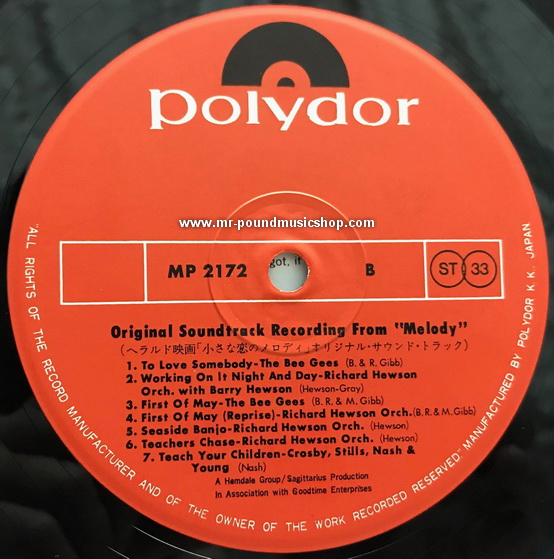 polydor
www.mr-poundmusicshop.com
got, if
MP 2172
B
ST 33
Original Soundtrack Recording From "Melody"
(ヘラルド映画「小さな恋のメロディ」オリジナル・サウンド・トラック)
1. To Love Somebody-The Bee Gees (B. & R. Gibb)
2. Working On It Night And Day-Richard Hewson
Orch. with Barry Hewson (Hewson-Gray)
3. First Of May-The Bee Gees (B. R. & M. Gibb)
4. First Of May (Reprise)-Richard Hewson Orch. (B.R. & M. Gibb)
5. Seaside Banjo-Richard Hewson Orch. (Hewson)
6. Teachers Chase-Richard Hewson Orch. (Hewson)
7. Teach Your Children-Crosby, Stills, Nash &
Young (Nash)
A Hemdale Group/Sagittarius Production
In Association with Goodtime Enterprises
"ALL RIGHTS OF THE RECORD MANUFACTURER AND OF THE OWNER OF THE WORK RECORDED RESERVED" MANUFACTURED BY POLYDOR K. K. JAPAN